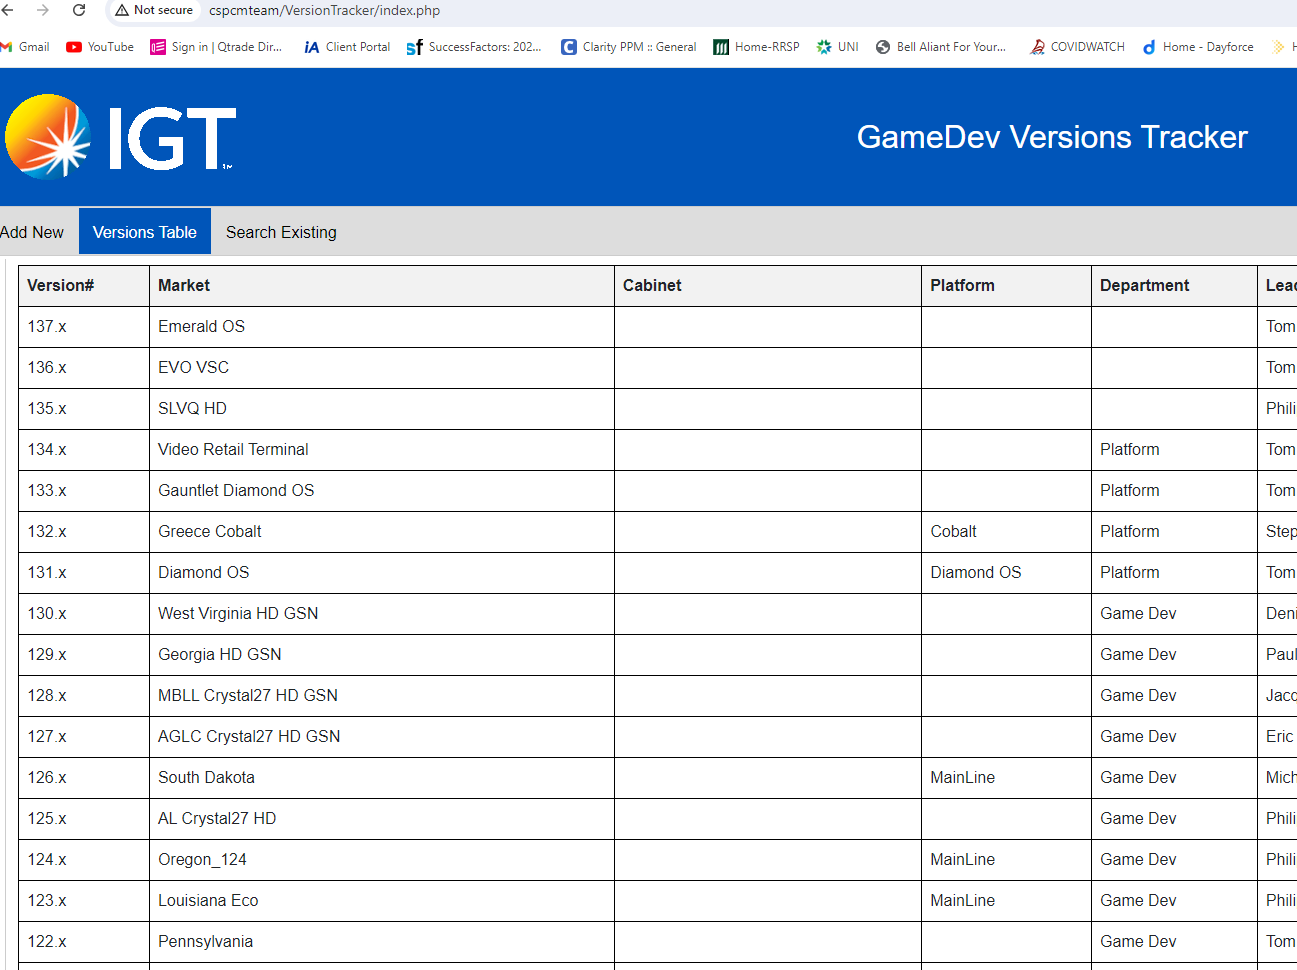 Not secure cspcmteam/VersionTracker/index.php
Gmail YouTube Sign in | Qtrade Dir... iA Client Portal SuccessFactors: 202... Clarity PPM :: General Home-RRSP UNI Bell Aliant For Your... COVIDWATCH Home - Dayforce
IGT™ GameDev Versions Tracker
Add New Versions Table Search Existing
Version# Market Cabinet Platform Department
137.x Emerald OS Tom
136.x EVO VSC Tom
135.x SLVQ HD Phili
134.x Video Retail Terminal Platform Tom
133.x Gauntlet Diamond OS Platform Tom
132.x Greece Cobalt Cobalt Platform Step
131.x Diamond OS Diamond OS Platform Tom
130.x West Virginia HD GSN Game Dev Deni
129.x Georgia HD GSN Game Dev Paul
128.x MBLL Crystal27 HD GSN Game Dev Jaco
127.x AGLC Crystal27 HD GSN Game Dev Eric
126.x South Dakota MainLine Game Dev Mich
125.x AL Crystal27 HD Game Dev Phili
124.x Oregon_124 MainLine Game Dev Phili
123.x Louisiana Eco MainLine Game Dev Phili
122.x Pennsylvania Game Dev Tom